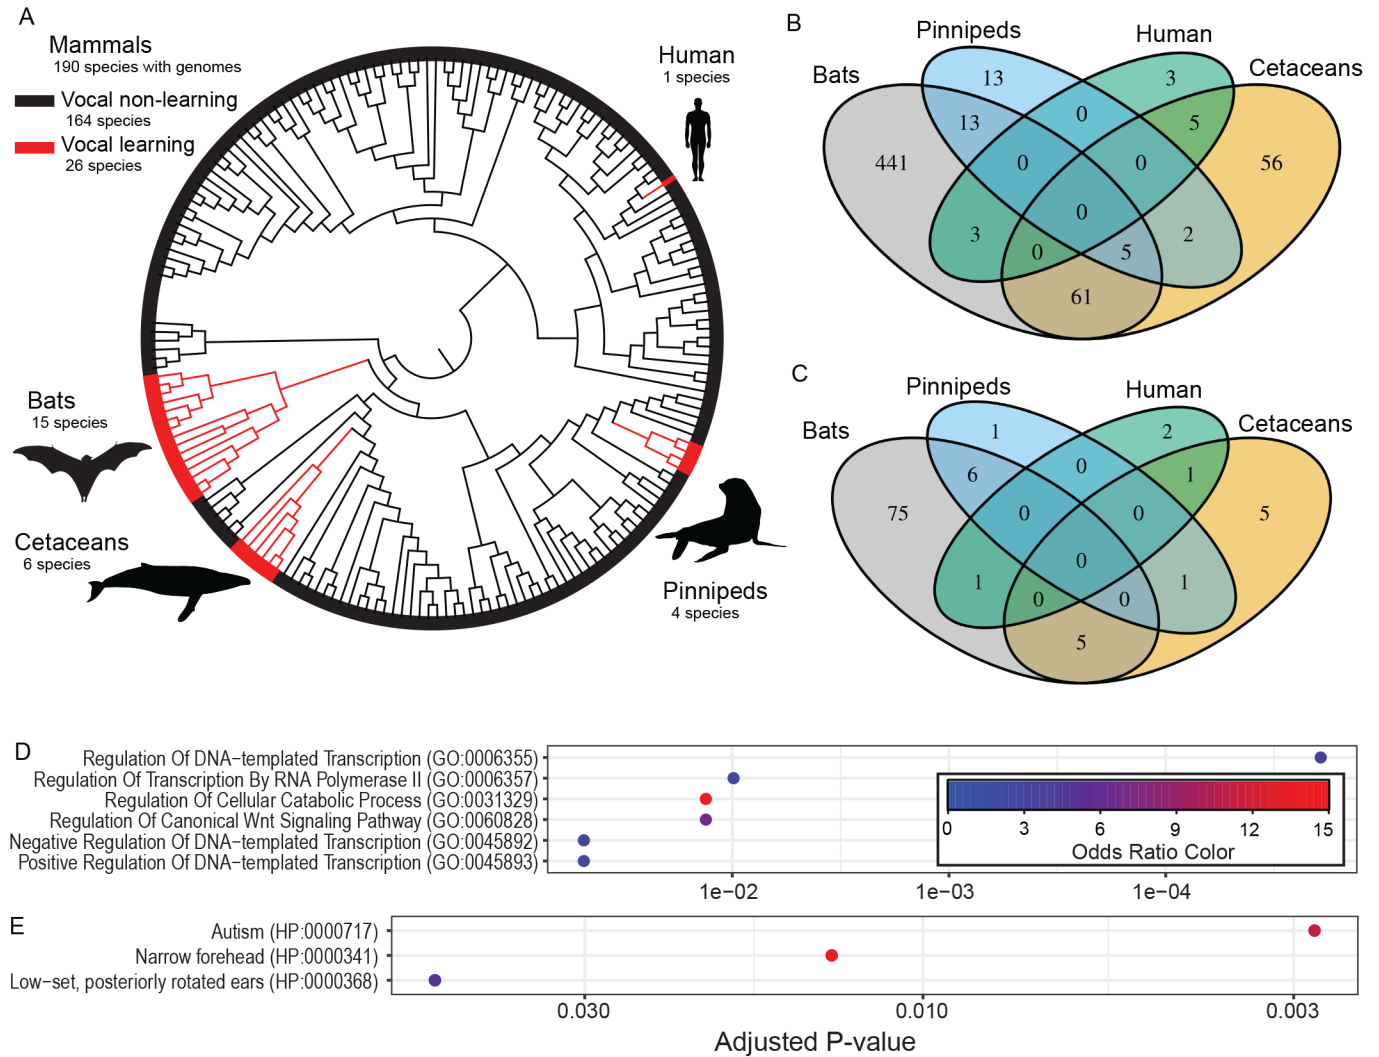 A
Mammals
190 species with genomes
Vocal non-learning
164 species
Vocal learning
26 species
Human
1 species
Bats
15 species
Cetaceans
6 species
Pinnipeds
4 species
B
Pinnipeds
Human
Bats
Cetaceans
13
3
0
13
5
441
0
0
56
0
3
2
0
5
61
C
Pinnipeds
Human
Bats
Cetaceans
1
2
0
6
1
75
0
0
5
0
1
1
0
0
5
D
Regulation Of DNA−templated Transcription (GO:0006355)
Regulation Of Transcription By RNA Polymerase II (GO:0006357)
Regulation Of Cellular Catabolic Process (GO:0031329)
Regulation Of Canonical Wnt Signaling Pathway (GO:0060828)
Negative Regulation Of DNA−templated Transcription (GO:0045892)
Positive Regulation Of DNA−templated Transcription (GO:0045893)
0 3 6 9 12 15
Odds Ratio Color
1e−02 1e−03 1e−04
E
Autism (HP:0000717)
Narrow forehead (HP:0000341)
Low−set, posteriorly rotated ears (HP:0000368)
0.030 0.010 0.003
Adjusted P-value